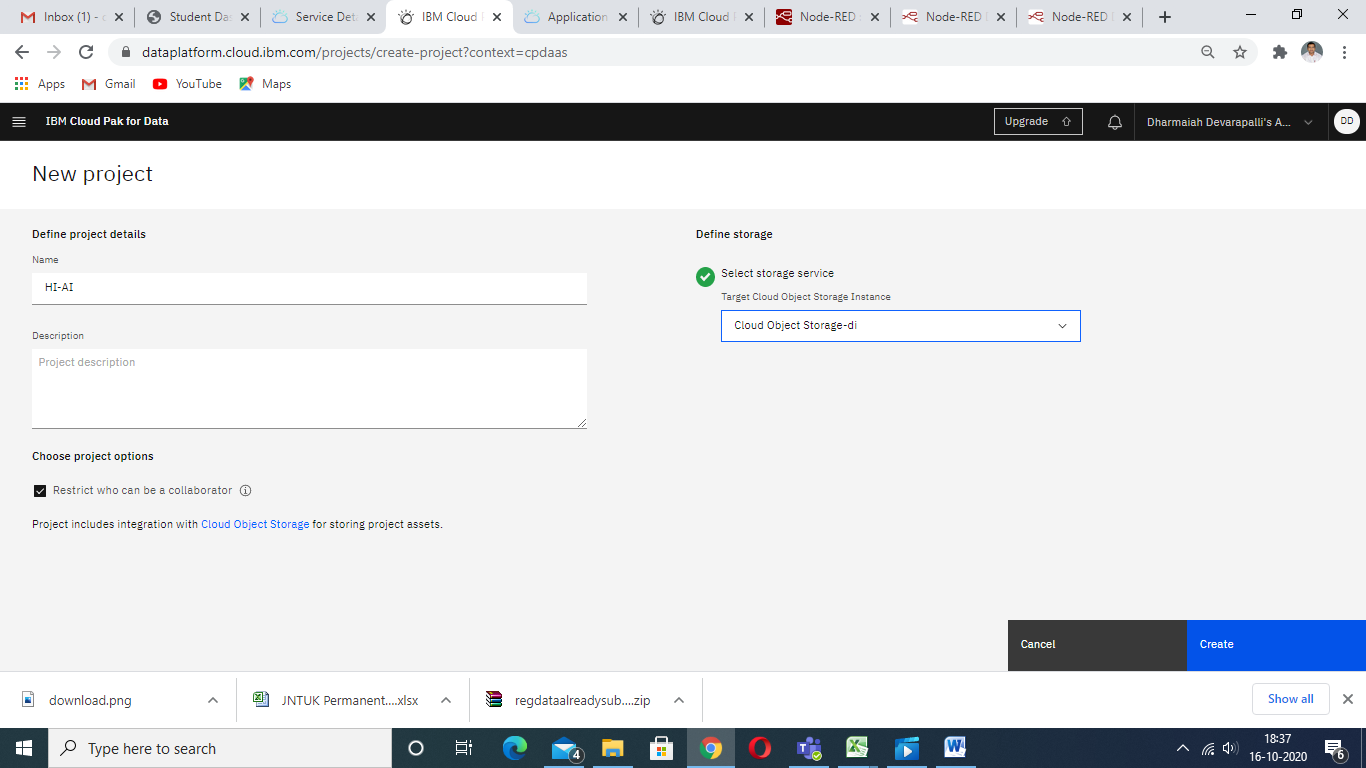 Inbox (1) - d
Student Das
Service Deta
IBM Cloud P
Application
IBM Cloud P
Node-RED S
Node-RED F
Node-RED F
dataplatform.cloud.ibm.com/projects/create-project?context=cpdaas
Apps
Gmail
YouTube
Maps
IBM Cloud Pak for Data
Upgrade
Dharmaiah Devarapalli's A...
DD
New project
Define project details
Name
HI-AI
Description
Project description
Choose project options
Restrict who can be a collaborator
Project includes integration with Cloud Object Storage for storing project assets.
Define storage
Select storage service
Target Cloud Object Storage Instance
Cloud Object Storage-di
Cancel
Create
download.png
JNTUK Permanent....xlsx
regdataalreadysub....zip
Show all
Type here to search
4
18:37
16-10-2020
6